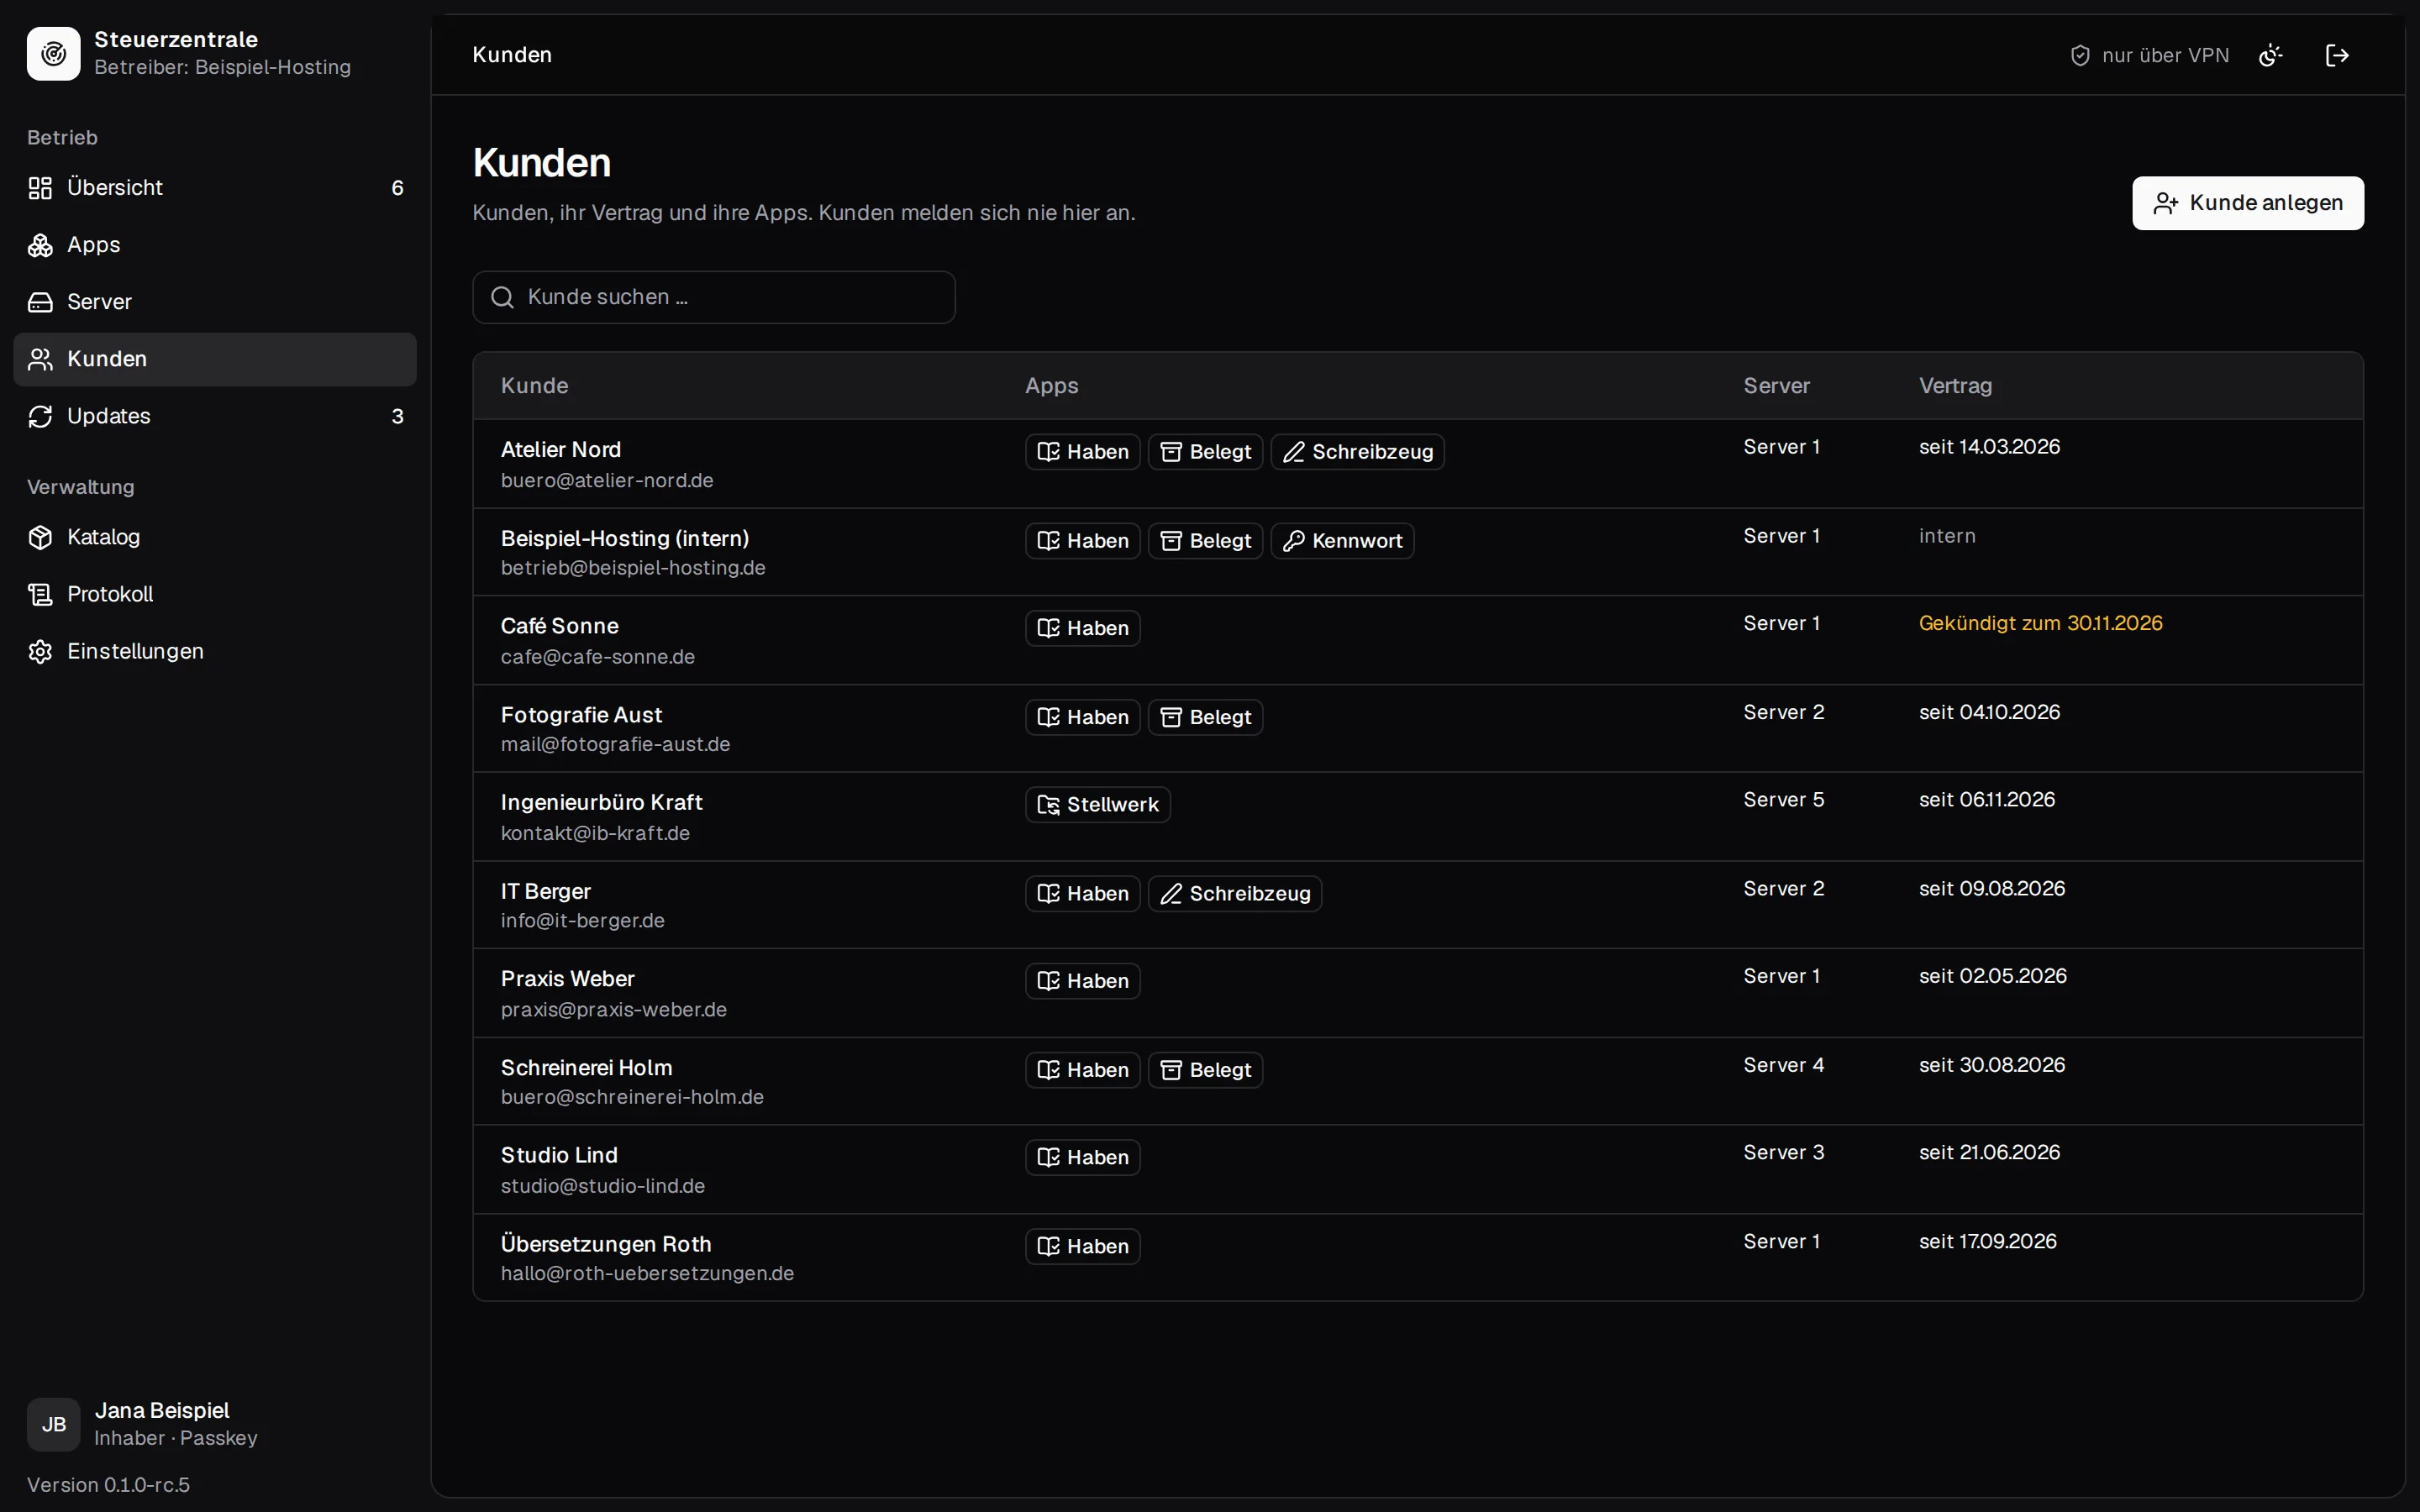 Steuerzentrale
Betreiber: Beispiel-Hosting
Betrieb
Übersicht 6
Apps
Server
Kunden
Updates 3
Verwaltung
Katalog
Protokoll
Einstellungen
JB
Jana Beispiel
Inhaber · Passkey
Version 0.1.0-rc.5
Kunden
nur über VPN
Kunden
Kunden, ihr Vertrag und ihre Apps. Kunden melden sich nie hier an.
Kunde anlegen
Kunde suchen …
Kunde Apps Server Vertrag
Atelier Nord Haben Belegt Schreibzeug Server 1 seit 14.03.2026
buero@atelier-nord.de
Beispiel-Hosting (intern) Haben Belegt Kennwort Server 1 intern
betrieb@beispiel-hosting.de
Café Sonne Haben Server 1 Gekündigt zum 30.11.2026
cafe@cafe-sonne.de
Fotografie Aust Haben Belegt Server 2 seit 04.10.2026
mail@fotografie-aust.de
Ingenieurbüro Kraft Stellwerk Server 5 seit 06.11.2026
kontakt@ib-kraft.de
IT Berger Haben Schreibzeug Server 2 seit 09.08.2026
info@it-berger.de
Praxis Weber Haben Server 1 seit 02.05.2026
praxis@praxis-weber.de
Schreinerei Holm Haben Belegt Server 4 seit 30.08.2026
buero@schreinerei-holm.de
Studio Lind Haben Server 3 seit 21.06.2026
studio@studio-lind.de
Übersetzungen Roth Haben Server 1 seit 17.09.2026
hallo@roth-uebersetzungen.de